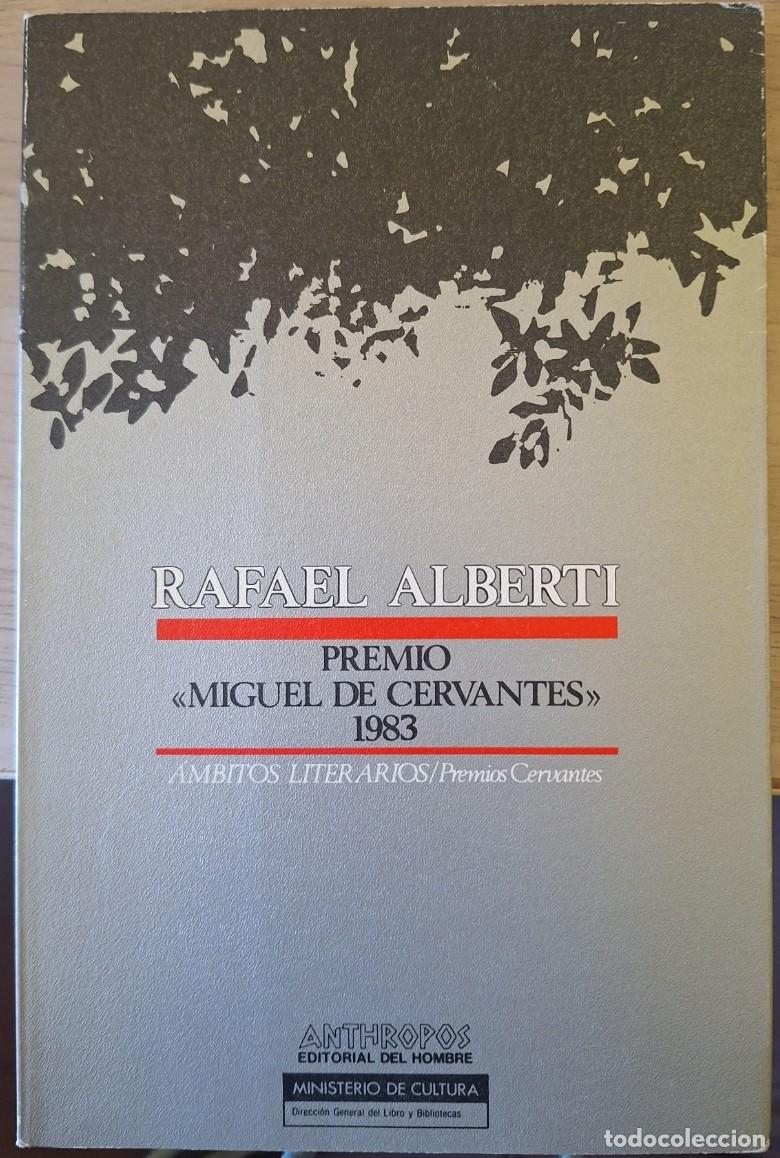 RAFAEL ALBERTI
PREMIO
«MIGUEL DE CERVANTES»
1983
ÁMBITOS LITERARIOS/Premios Cervantes
ANTHROPOS
EDITORIAL DEL HOMBRE
MINISTERIO DE CULTURA
Dirección General del Libro y Bibliotecas
todocoleccion